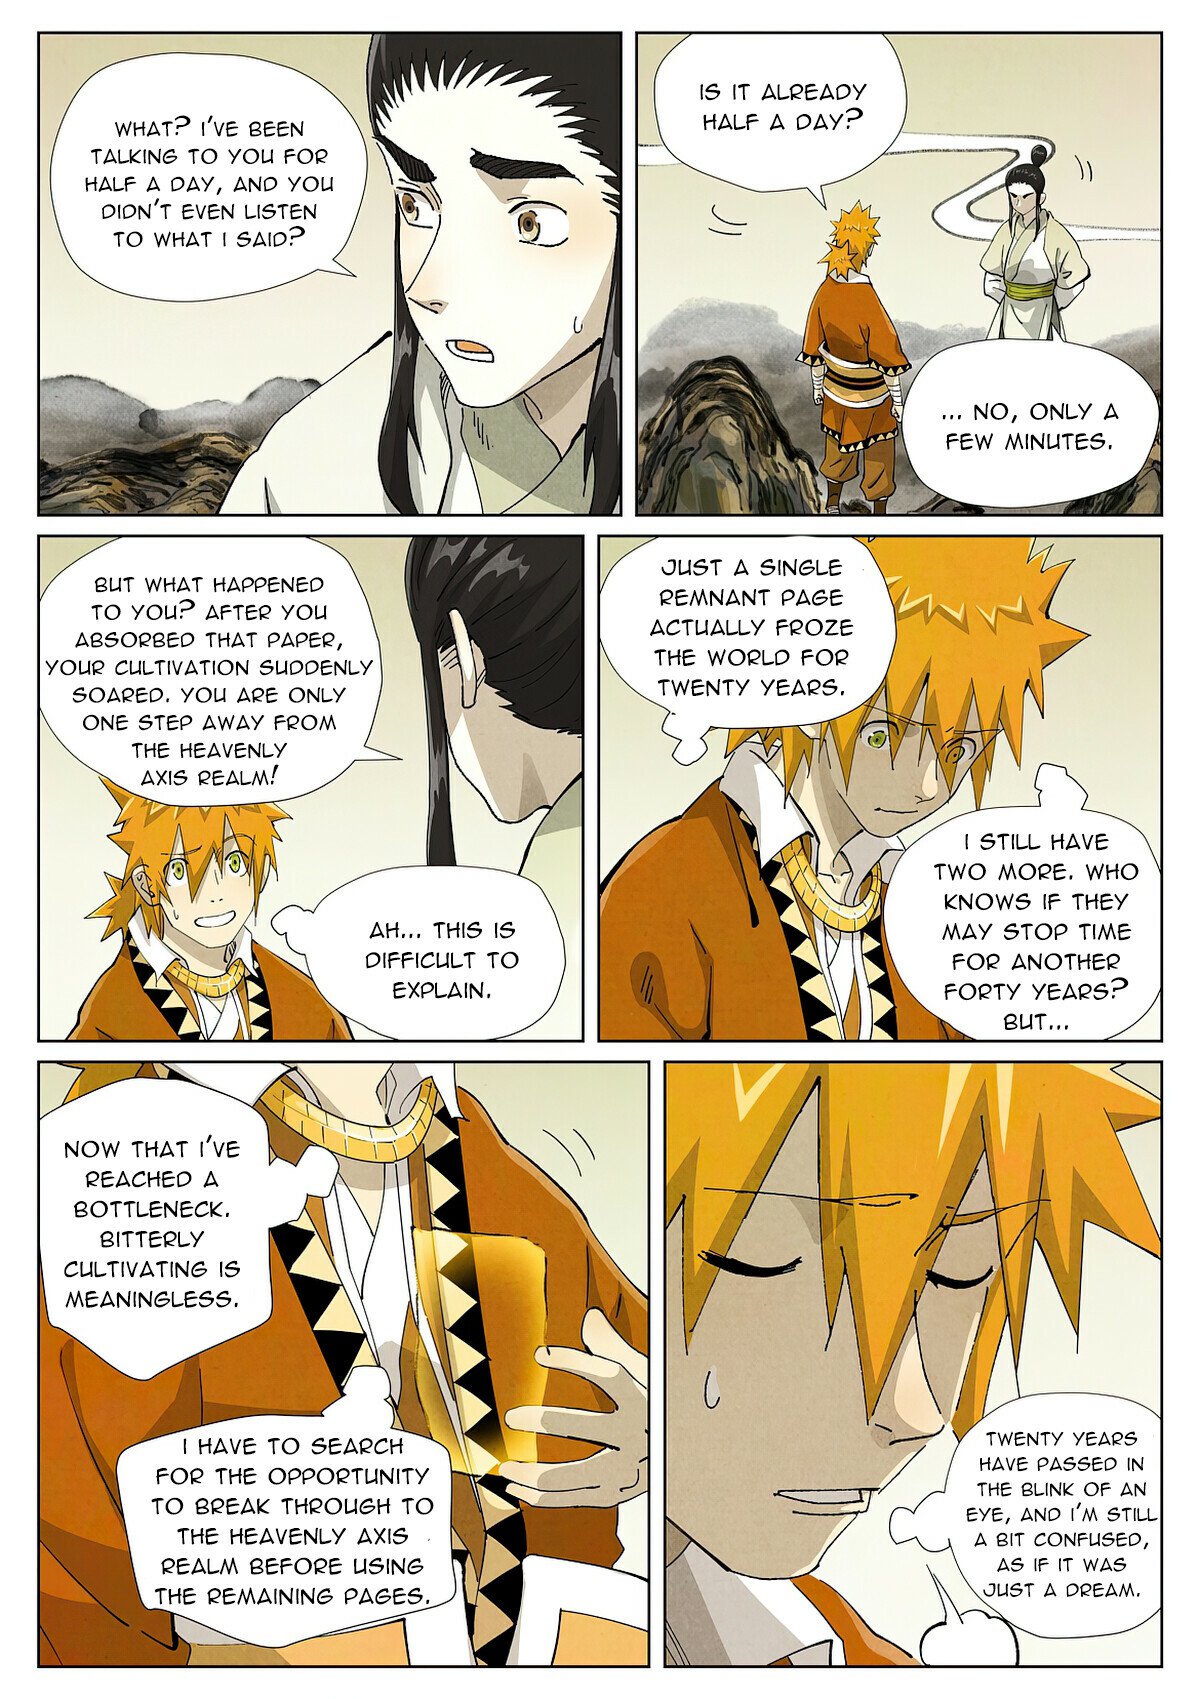 WHAT? I'VE BEEN
TALKING TO YOU FOR
HALF A DAY, AND YOU
DIDN'T EVEN LISTEN
TO WHAT I SAID?
IS IT ALREADY
HALF A DAY?
... NO, ONLY A
FEW MINUTES.
BUT WHAT HAPPENED
TO YOU? AFTER YOU
ABSORBED THAT PAPER,
YOUR CULTIVATION SUDDENLY
SOARED. YOU ARE ONLY
ONE STEP AWAY FROM
THE HEAVENLY
AXIS REALM!
AH... THIS IS
DIFFICULT TO
EXPLAIN.
JUST A SINGLE
REMNANT PAGE
ACTUALLY FROZE
THE WORLD FOR
TWENTY YEARS.
I STILL HAVE
TWO MORE. WHO
KNOWS IF THEY
MAY STOP TIME
FOR ANOTHER
FORTY YEARS?
BUT...
NOW THAT I'VE
REACHED A
BOTTLENECK.
BITTERLY
CULTIVATING IS
MEANINGLESS.
I HAVE TO SEARCH
FOR THE OPPORTUNITY
TO BREAK THROUGH TO
THE HEAVENLY AXIS
REALM BEFORE USING
THE REMAINING PAGES.
TWENTY YEARS
HAVE PASSED IN
THE BLINK OF AN
EYE, AND I'M STILL
A BIT CONFUSED,
AS IF IT WAS
JUST A DREAM.